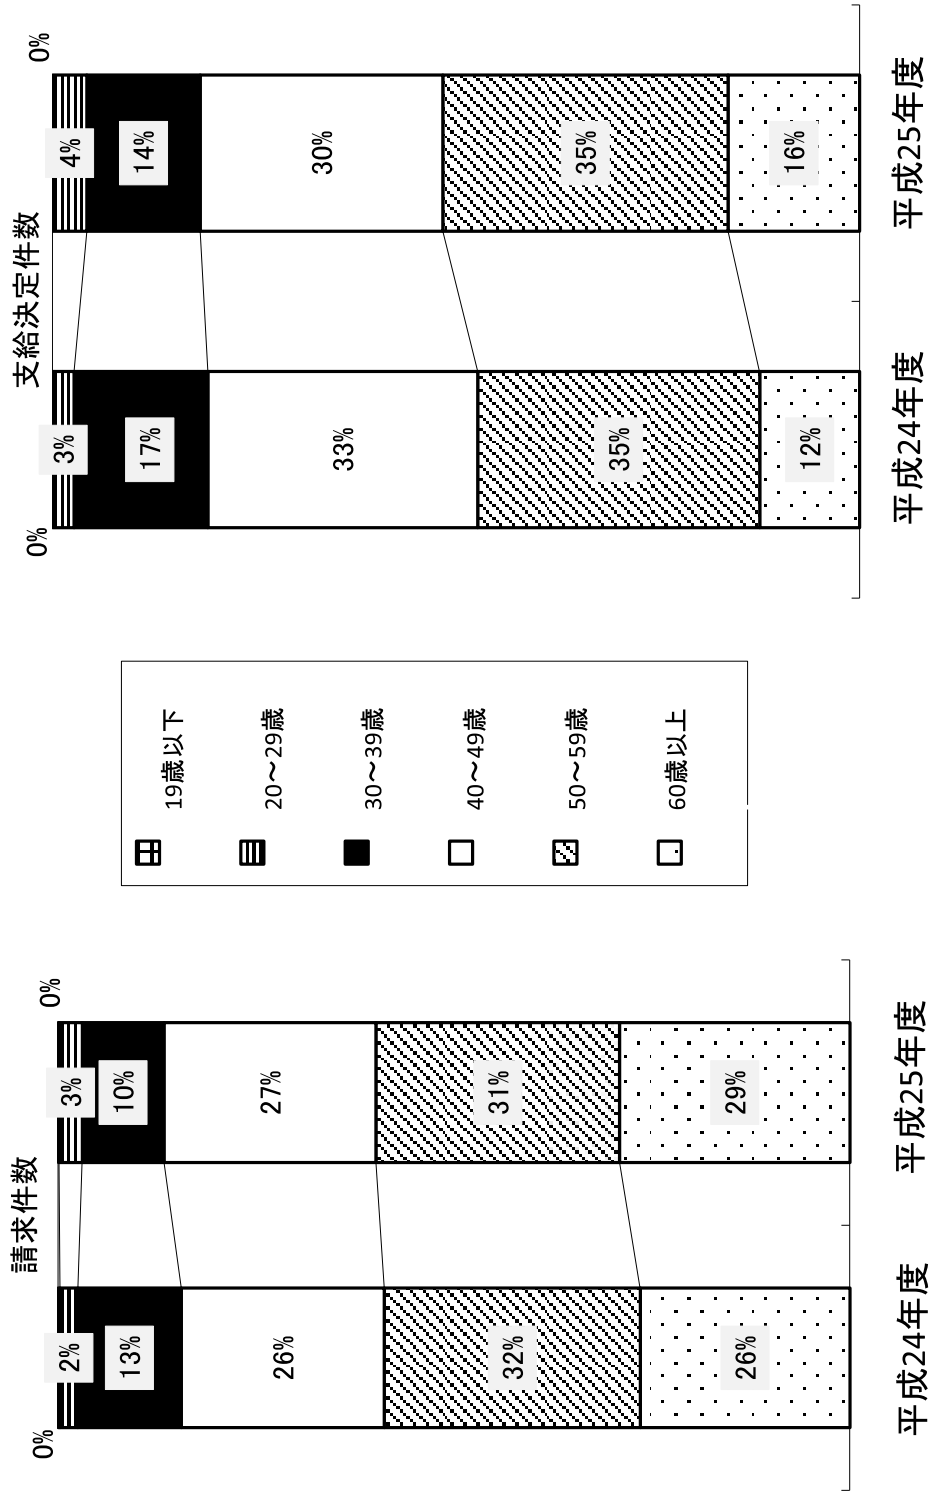 請求件数
0%
2%
13%
26%
32%
26%
平成24年度
0%
3%
10%
27%
31%
29%
平成25年度
19歳以下
20～29歳
30～39歳
40～49歳
50～59歳
60歳以上
支給決定件数
0%
3%
17%
33%
35%
12%
平成24年度
0%
4%
14%
30%
35%
16%
平成25年度